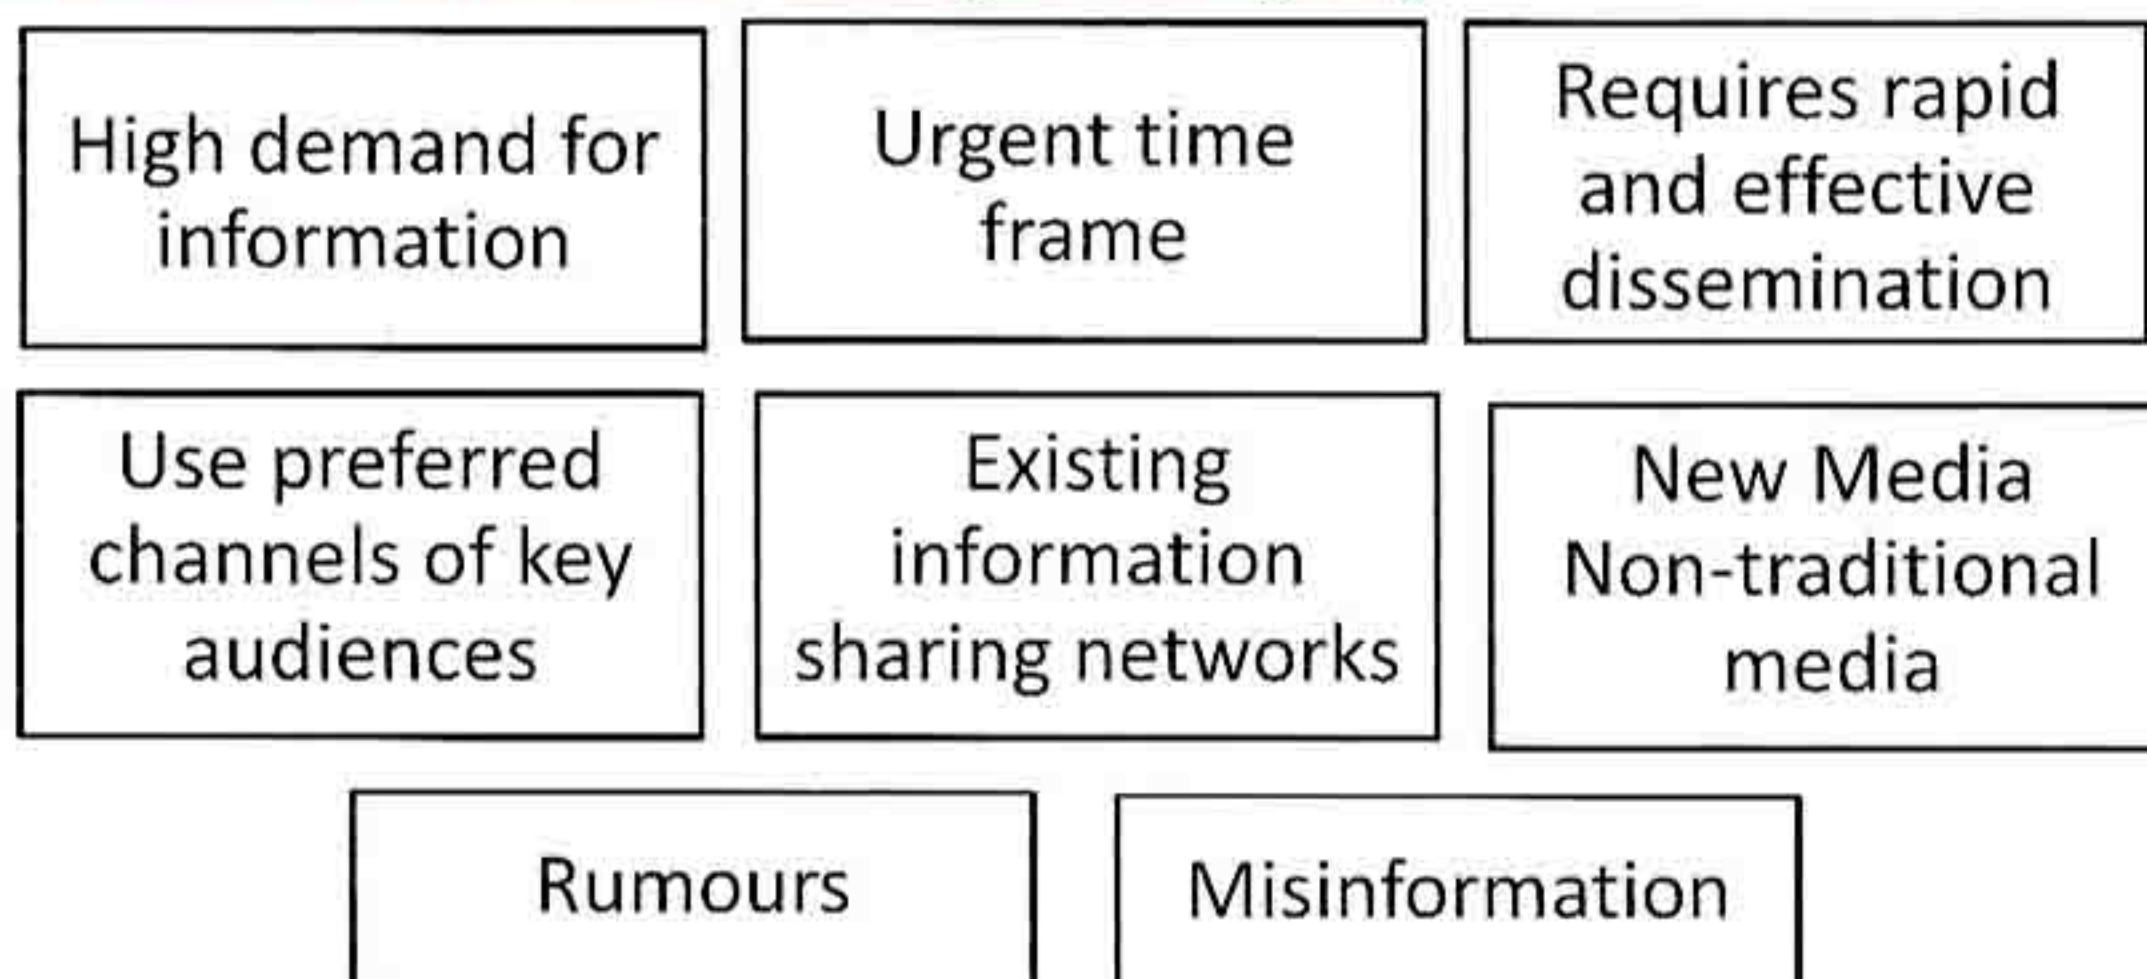 High demand for
information
Urgent time
frame
Requires rapid
and effective
dissemination
Use preferred
channels of key
audiences
Existing
information
sharing networks
New Media
Non-traditional
media
Rumours
Misinformation